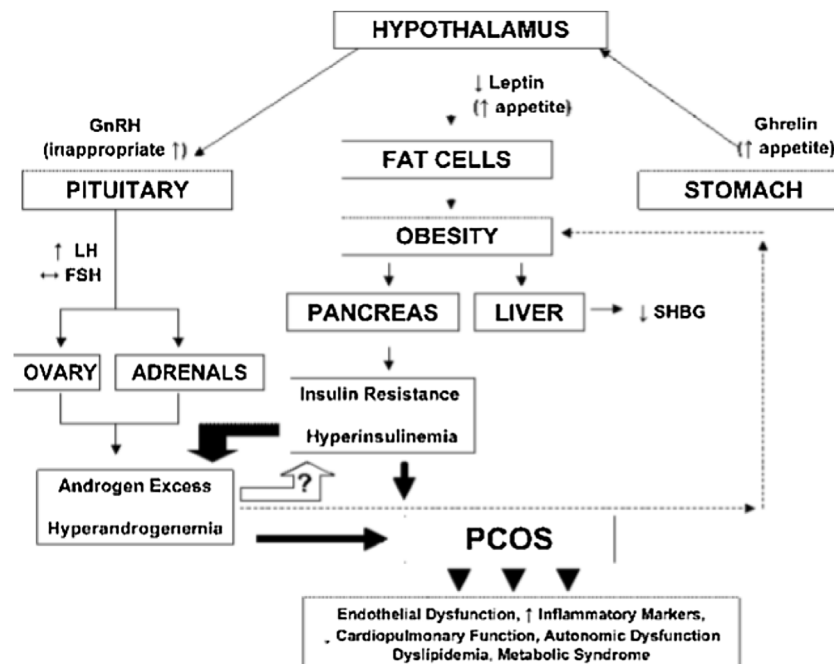 HYPOTHALAMUS
↓ Leptin
(↑ appetite)
GnRH
(inappropriate ↑)
Ghrelin
(↑ appetite)
FAT CELLS
PITUITARY
STOMACH
OBESITY
↑ LH
↔ FSH
PANCREAS
LIVER
↓ SHBG
OVARY
ADRENALS
Insulin Resistance
Hyperinsulinemia
?
Androgen Excess
Hyperandrogenemia
PCOS
Endothelial Dysfunction, ↑ Inflammatory Markers,
Cardiopulmonary Function, Autonomic Dysfunction
Dyslipidemia, Metabolic Syndrome